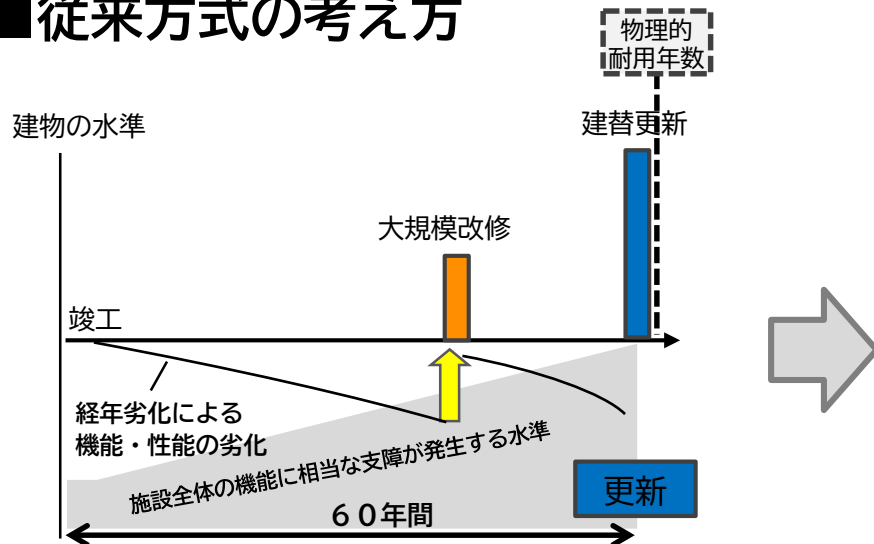 ■従来方式の考え方
物理的
耐用年数
建物の水準
建替更新
大規模改修
竣工
経年劣化による
機能・性能の劣化
施設全体の機能に相当な支障が発生する水準
更新
６０年間